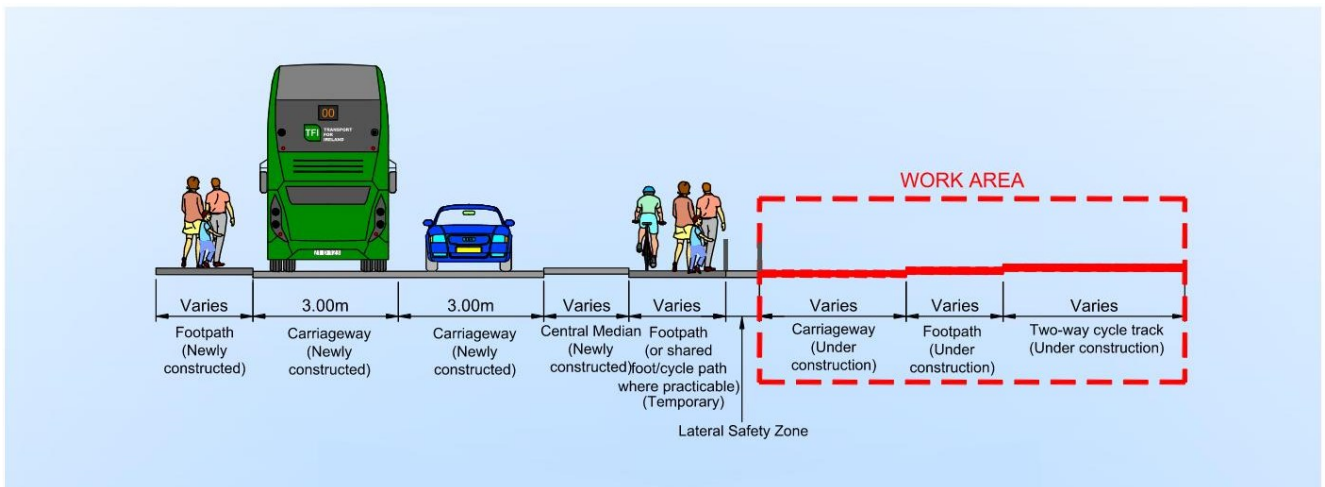 WORK AREA
00
TFI TRANSPORT
FOR
IRELAND
Varies
3.00m
3.00m
Varies
Varies
Varies
Varies
Varies
Footpath
(Newly
constructed)
Carriageway
(Newly
constructed)
Carriageway
(Newly
constructed)
Central Median
(Newly
constructed)
Footpath
(or shared
foot/cycle path
where practicable)
(Temporary)
Carriageway
(Under
construction)
Footpath
(Under
construction)
Two-way cycle track
(Under construction)
Lateral Safety Zone